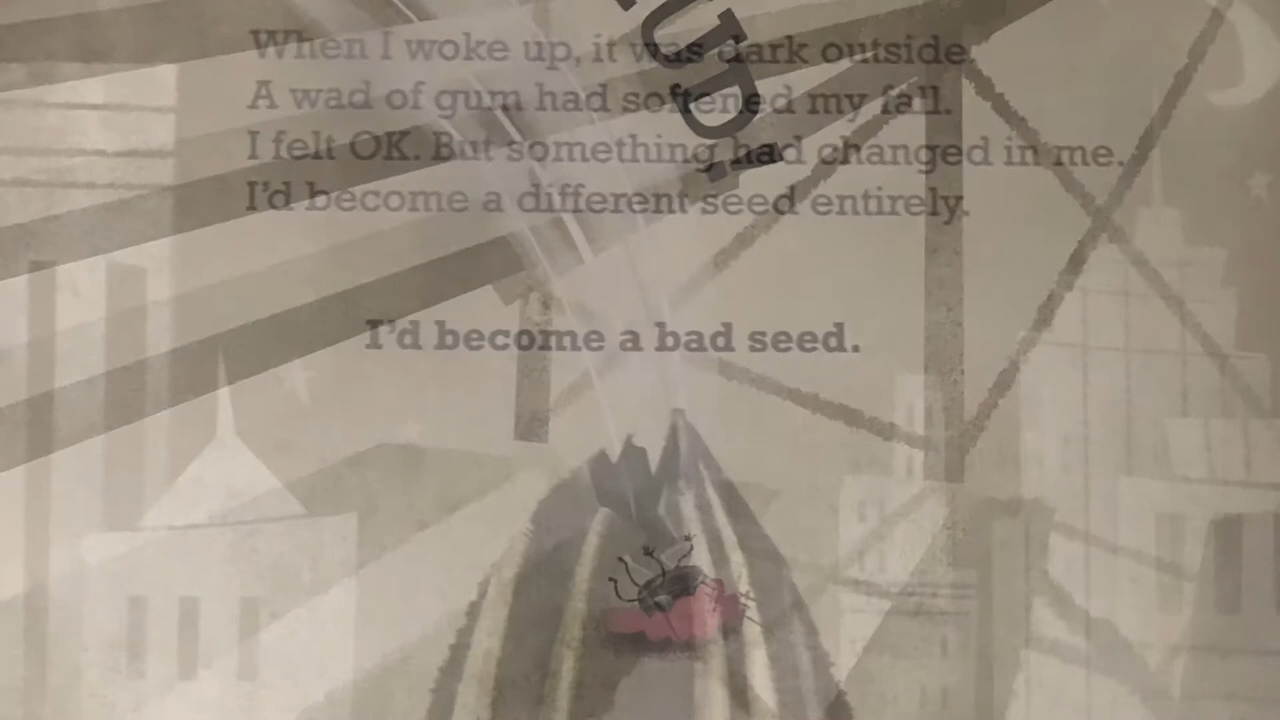 UD!
When I woke up, it was dark outside.
A wad of gum had softened my fall.
I felt OK. But something had changed in me.
I'd become a different seed entirely.
I'd become a bad seed.